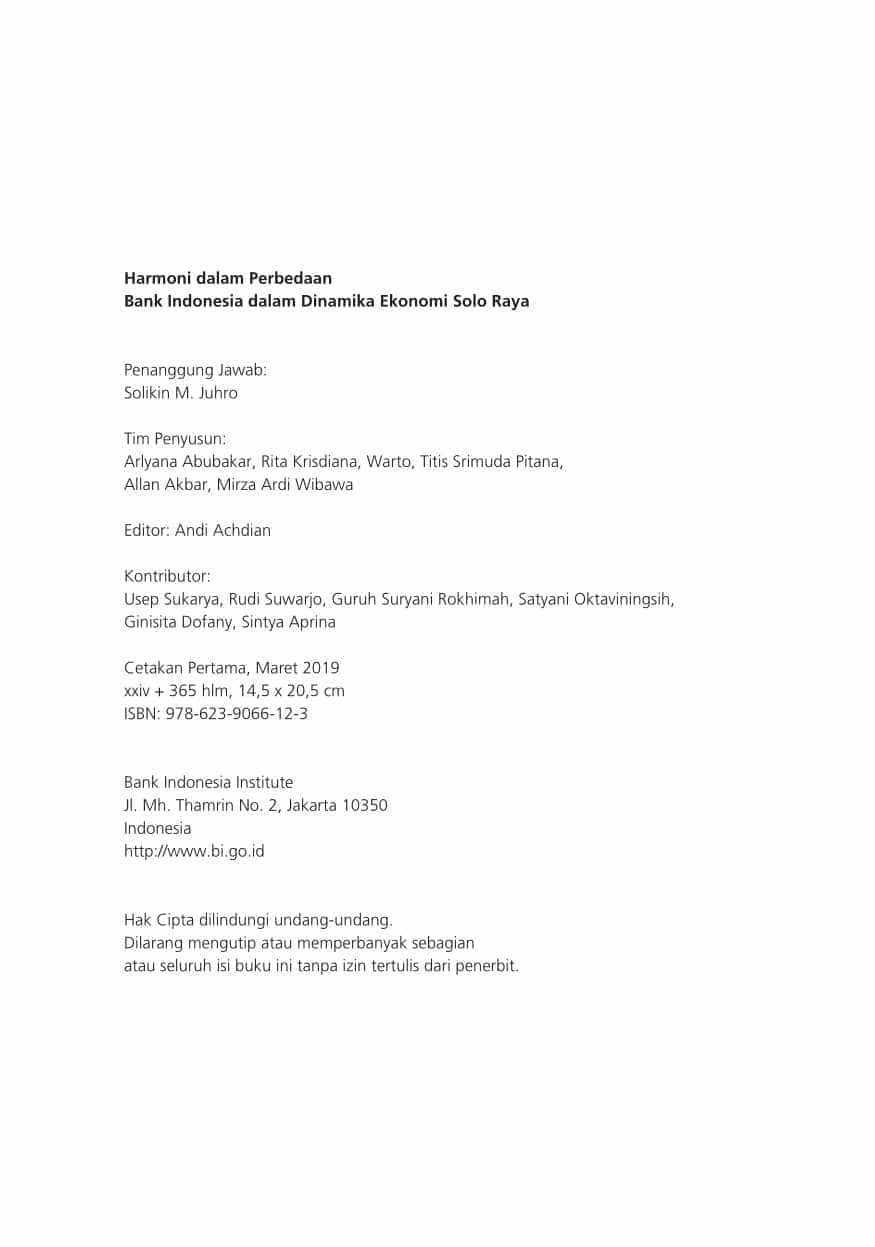 Harmoni dalam Perbedaan
Bank Indonesia dalam Dinamika Ekonomi Solo Raya
Penanggung Jawab:
Solikin M. Juhro
Tim Penyusun:
Arlyana Abubakar, Rita Krisdiana, Warto, Titis Srimuda Pitana,
Allan Akbar, Mirza Ardi Wibawa
Editor: Andi Achdian
Kontributor:
Usep Sukarya, Rudi Suwarjo, Guruh Suryani Rokhimah, Satyani Oktaviningsih,
Ginisita Dofany, Sintya Aprina
Cetakan Pertama, Maret 2019
xxiv + 365 hlm, 14,5 x 20,5 cm
ISBN: 978-623-9066-12-3
Bank Indonesia Institute
Jl. Mh. Thamrin No. 2, Jakarta 10350
Indonesia
http://www.bi.go.id
Hak Cipta dilindungi undang-undang.
Dilarang mengutip atau memperbanyak sebagian
atau seluruh isi buku ini tanpa izin tertulis dari penerbit.